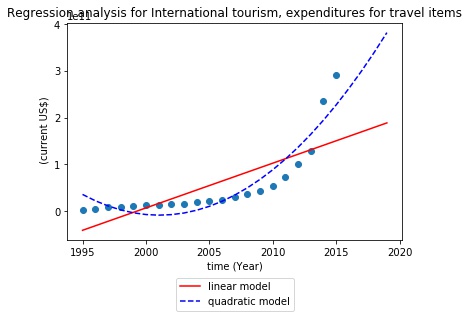 Regression analysis for International tourism, expenditures for travel items
1e11
4
3
2
1
0
(current US$)
1995
2000
2005
2010
2015
2020
time (Year)
linear model
quadratic model